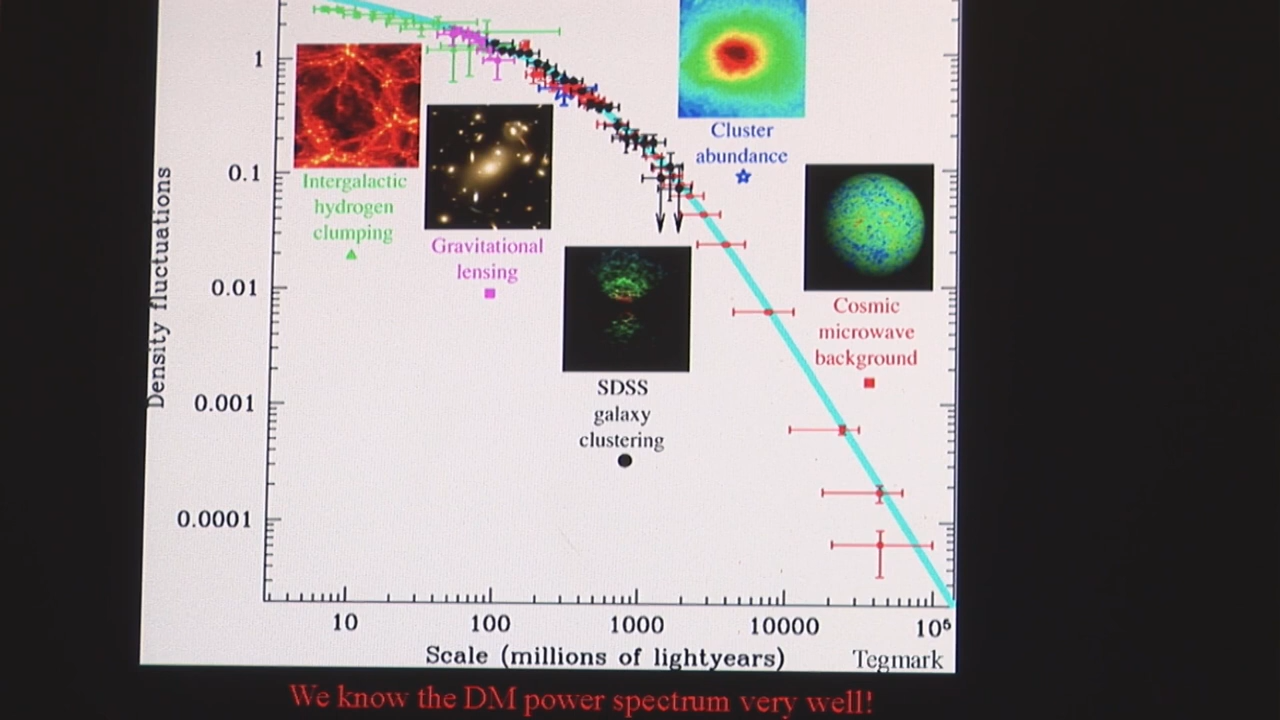 1
0.1
0.01
0.001
0.0001
Density fluctuations
Intergalactic
hydrogen
clumping
Gravitational
lensing
SDSS
galaxy
clustering
Cluster
abundance
Cosmic
microwave
background
10
100
1000
10000
10⁵
Scale (millions of lightyears)
Tegmark
We know the DM power spectrum very well!